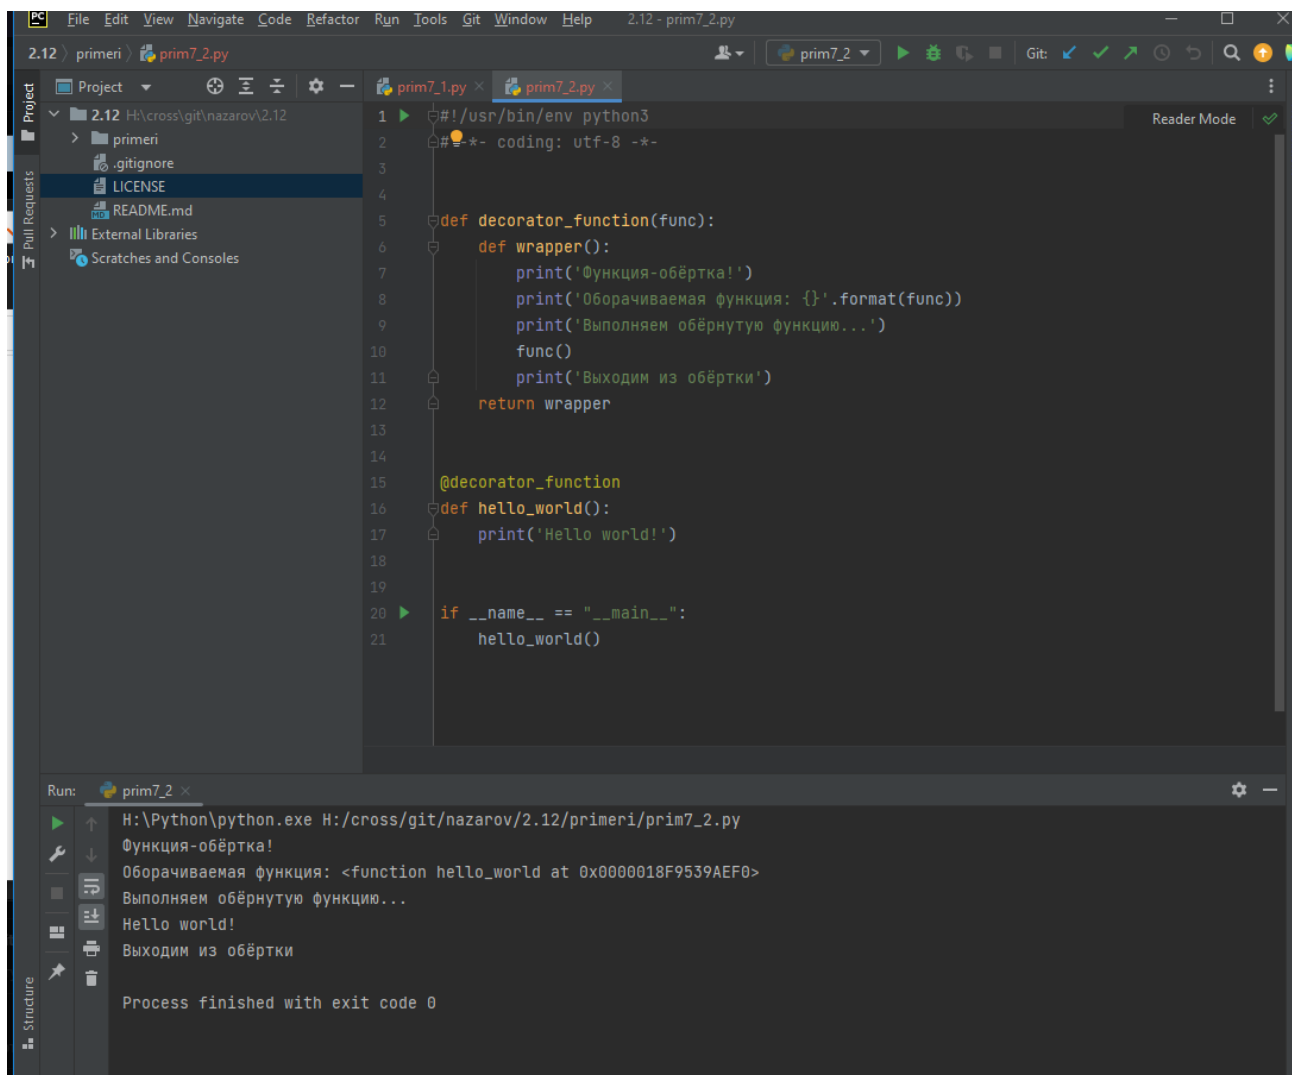 PC File Edit View Navigate Code Refactor Run Tools Git Window Help 2.12 - prim7_2.py
2.12 primeri prim7_2.py prim7_2 Git:
Project prim7_1.py prim7_2.py
Project
Pull Requests
Structure
2.12 H:\cross\git\nazarov\2.12
primeri
.gitignore
LICENSE
README.md
External Libraries
Scratches and Consoles
Reader Mode
1 #!/usr/bin/env python3
2 # -*- coding: utf-8 -*-
3
4
5 def decorator_function(func):
6 def wrapper():
7 print('Функция-обёртка!')
8 print('Оборачиваемая функция: {}'.format(func))
9 print('Выполняем обёрнутую функцию...')
10 func()
11 print('Выходим из обёртки')
12 return wrapper
13
14
15 @decorator_function
16 def hello_world():
17 print('Hello world!')
18
19
20 if __name__ == "__main__":
21 hello_world()
Run: prim7_2
H:\Python\python.exe H:/cross/git/nazarov/2.12/primeri/prim7_2.py
Функция-обёртка!
Оборачиваемая функция: <function hello_world at 0x0000018F9539AEF0>
Выполняем обёрнутую функцию...
Hello world!
Выходим из обёртки
Process finished with exit code 0